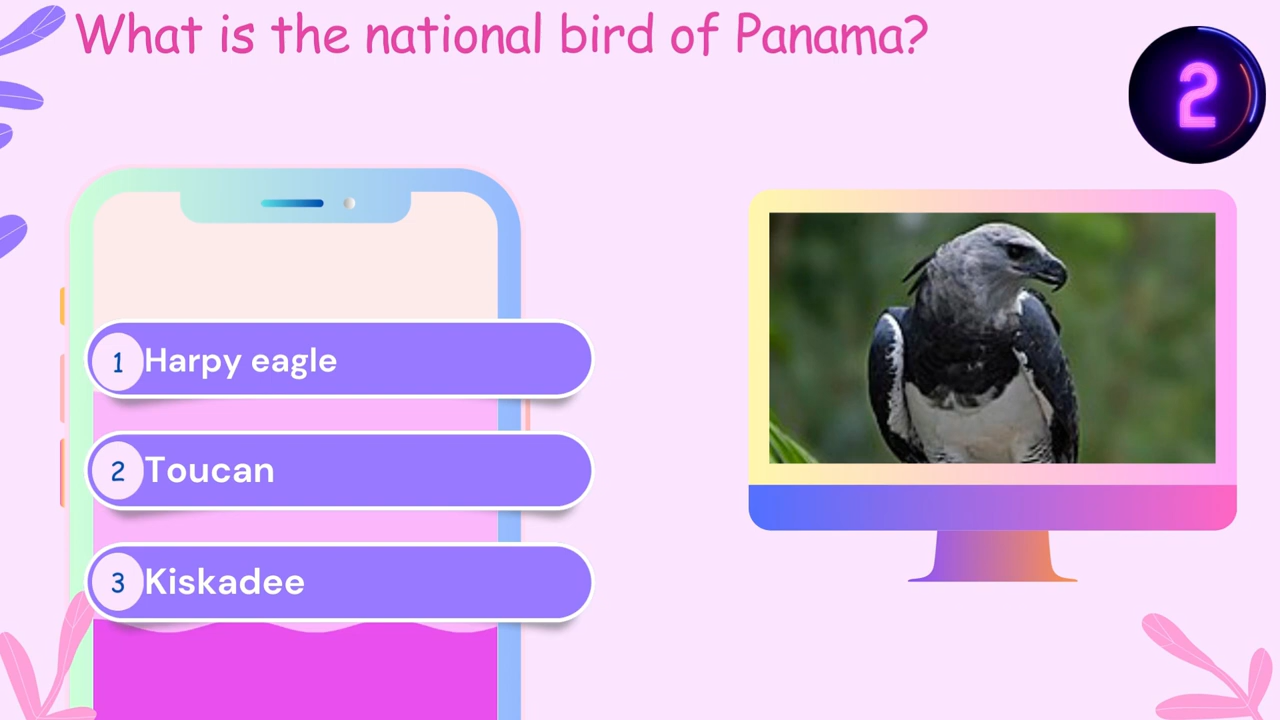 What is the national bird of Panama?
2
1 Harpy eagle
2 Toucan
3 Kiskadee